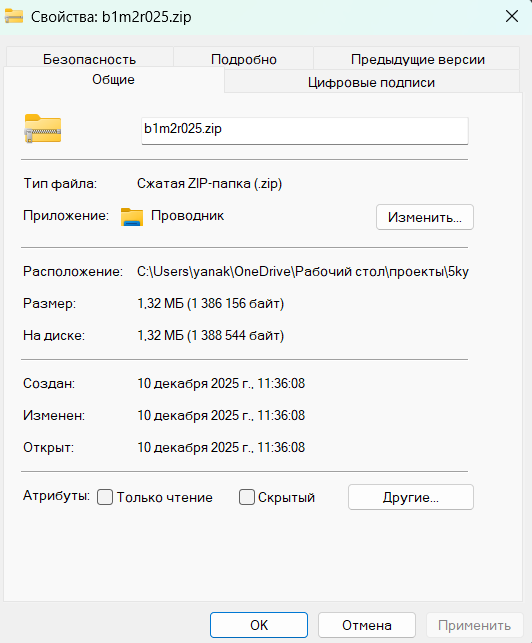 Свойства: b1m2r025.zip
Безопасность Подробно Предыдущие версии
Общие Цифровые подписи
b1m2r025.zip
Тип файла: Сжатая ZIP-папка (.zip)
Приложение: Проводник Изменить...
Расположение: C:\Users\yanak\OneDrive\Рабочий стол\проекты\5ky
Размер: 1,32 МБ (1 386 156 байт)
На диске: 1,32 МБ (1 388 544 байт)
Создан: 10 декабря 2025 г., 11:36:08
Изменен: 10 декабря 2025 г., 11:36:08
Открыт: 10 декабря 2025 г., 11:36:08
Атрибуты: Только чтение Скрытый Другие...
ОК Отмена Применить